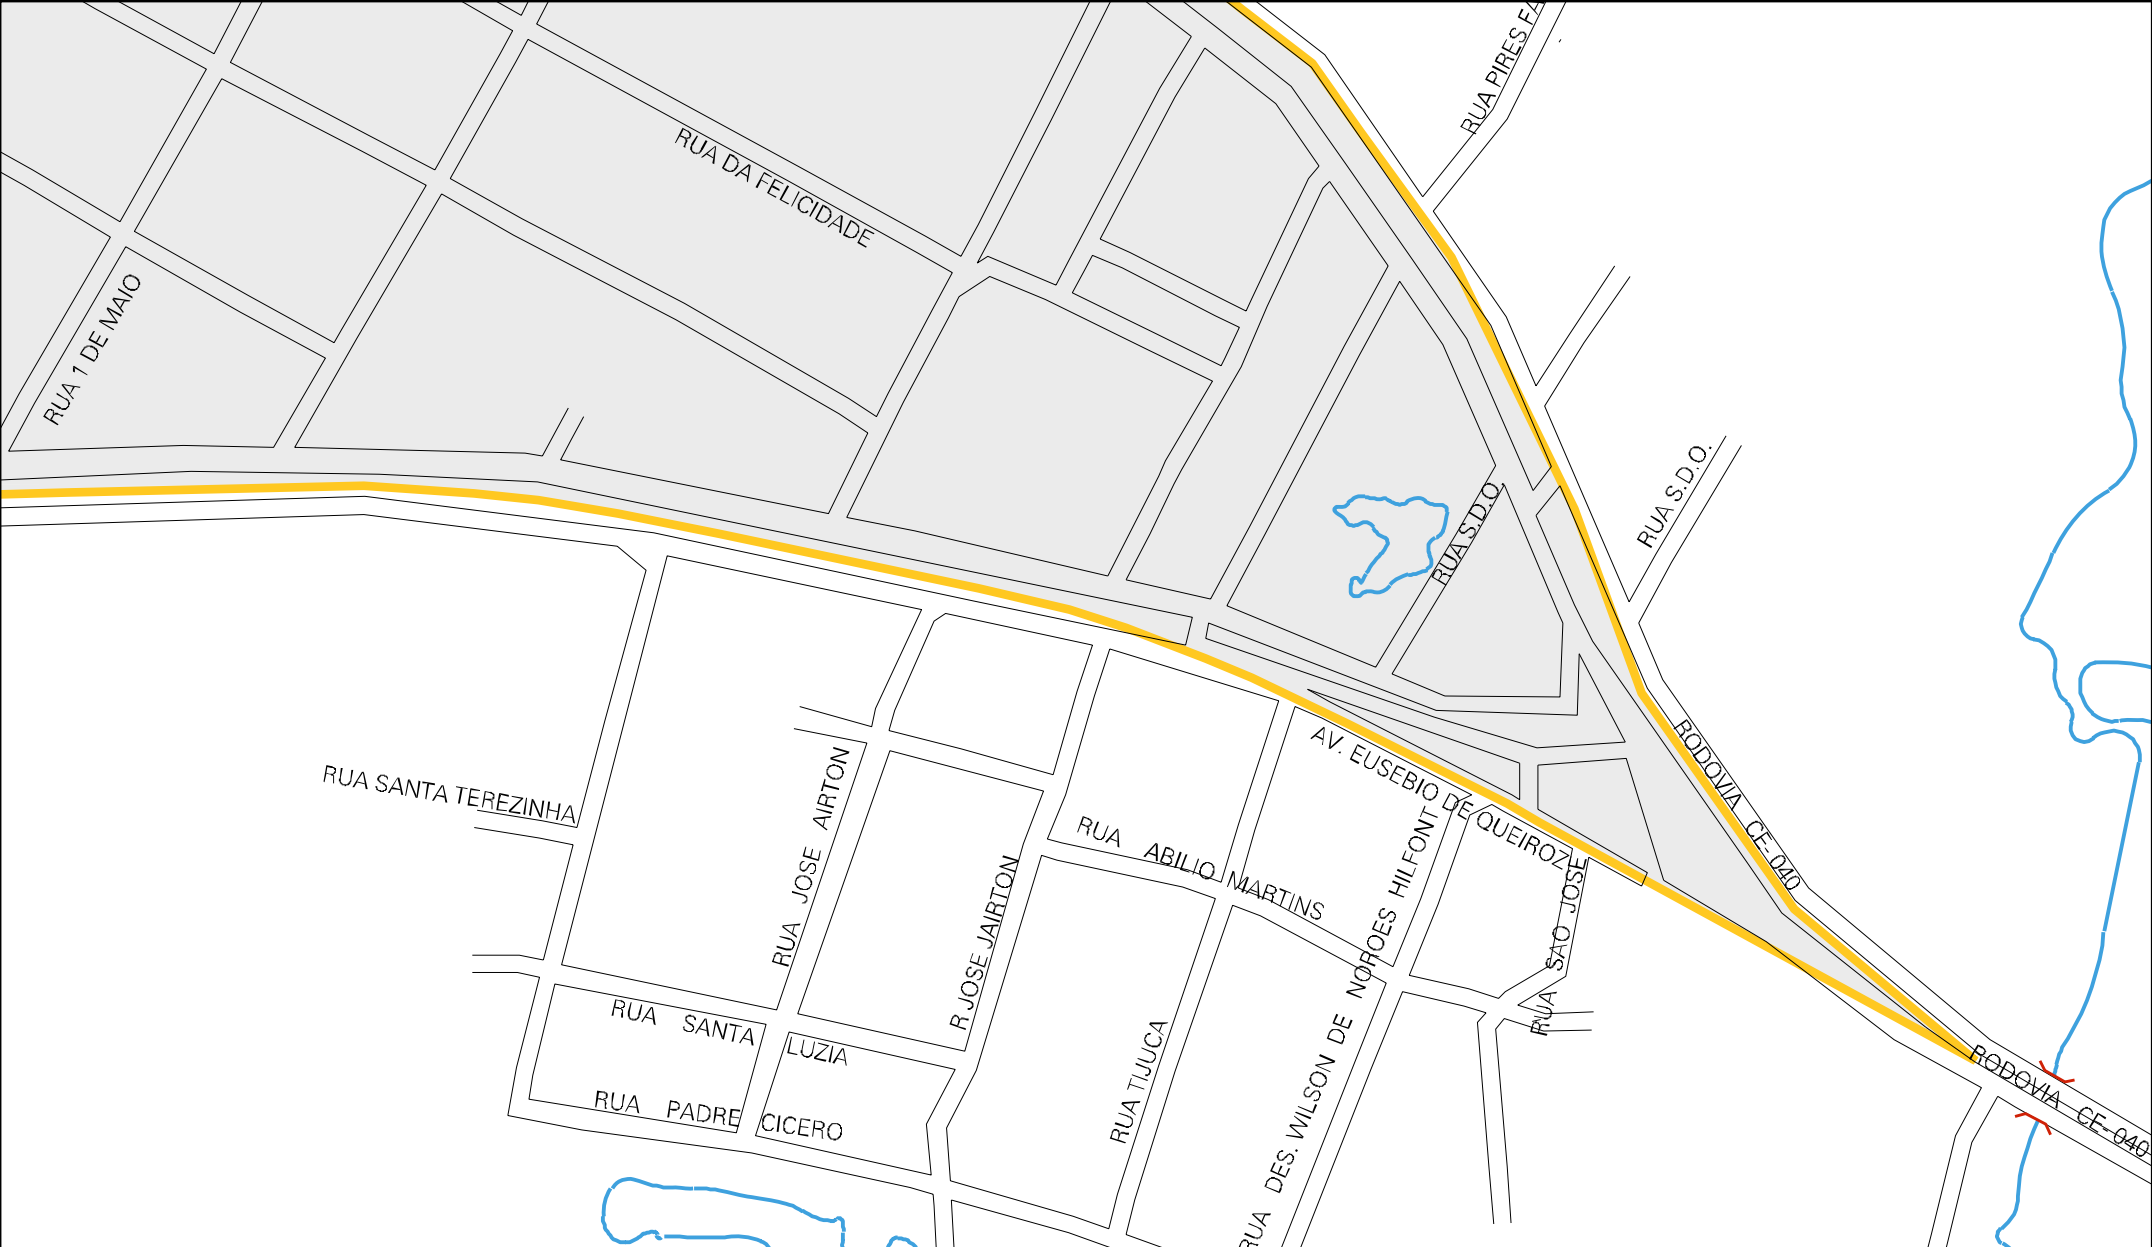 RUA PIRES
RUA DA FELICIDADE
RUA 1 DE MAIO
RUA S.D.O.
RUA S.D.O.
RODOVIA CE-040
AV. EUSEBIO DE QUEIROZ
RUA SANTA TEREZINHA
RUA JOSE AIRTON
RUA ABILIO MARTINS
R JOSE JAIRTON
RUA DES. WILSON DE NOROES HILFONT
RUA SAO JOSE
RUA SANTA LUZIA
RUA TIJUCA
RUA PADRE CICERO
RODOVIA CE-040